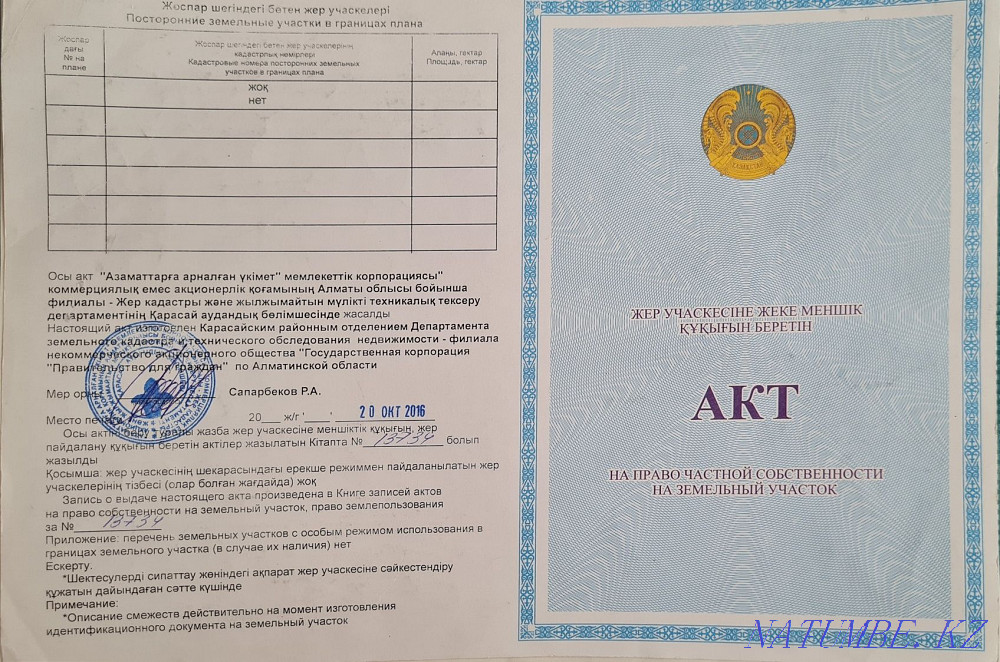 Жоспар шегіндегі бөтен жер учаскелері
Посторонние земельные участки в границах плана
Жоспар
дағы
№ на
плане
Жоспар шегіндегі бөтен жер учаскелерінің
кадастрлық нөмірлері
Кадастровые номера посторонних земельных
участков в границах плана
Алаңы, гектар
Площадь, гектар
жоқ
нет
Осы акт "Азаматтарға арналған үкімет" мемлекеттік корпорациясы"
коммерциялық емес акционерлік қоғамының Алматы облысы бойынша
филиалы - Жер кадастры және жылжымайтын мүлікті техникалық тексеру
департаментінің Қарасай аудандық бөлімшесінде жасалды
Настоящий акт изготовлен Карасайским районным отделением Департамента
земельного кадастра и технического обследования недвижимости - филиала
некоммерческого акционерного общества "Государственная корпорация
"Правительство для граждан" по Алматинской области
Мер орны Сапарбеков Р.А.
Место печати 20 ж/г 20 ОКТ 2016
Осы актіні беру туралы жазба жер учаскесіне меншіктік құқығын, жер
пайдалану құқығын беретін актілер жазылатын Кітапта № 13734 болып
жазылды
Қосымша: жер учаскесінің шекарасындағы ерекше режиммен пайдаланылатын жер
учаскелерінің тізбесі (олар болған жағдайда) жоқ
Запись о выдаче настоящего акта произведена в Книге записей актов
на право собственности на земельный участок, право землепользования
за № 13734
Приложение: перечень земельных участков с особым режимом использования в
границах земельного участка (в случае их наличия) нет
Ескерту.
*Шектесулерді сипаттау жөніндегі ақпарат жер учаскесіне сәйкестендіру
құжатын дайындаған сәтте күшінде
Примечание:
*Описание смежеств действительно на момент изготовления
идентификационного документа на земельный участок
ЖЕР УЧАСКЕСІНЕ ЖЕКЕ МЕНШІК
ҚҰҚЫҒЫН БЕРЕТІН
АКТ
НА ПРАВО ЧАСТНОЙ СОБСТВЕННОСТИ
НА ЗЕМЕЛЬНЫЙ УЧАСТОК
NATUMBE.KZ